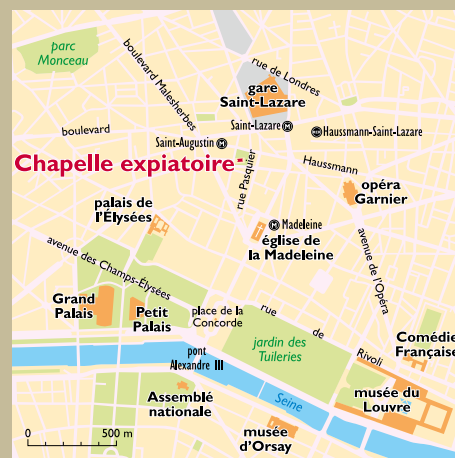 parc
Monceau
boulevard Malesherbes
rue de Londres
gare
Saint-Lazare
boulevard
Saint-Lazare M
Haussmann-Saint-Lazare
Saint-Augustin M
Chapelle expiatoire
Haussmann
rue Pasquier
opéra
Garnier
palais de
l'Élysées
M Madeleine
église de
la Madeleine
avenue des Champs-Élysées
avenue de l'Opéra
Grand
Palais
Petit
Palais
place de la
Concorde
rue de Rivoli
jardin des
Tuileries
Comédie
Française
pont
Alexandre III
musée du
Louvre
Assemblé
nationale
Seine
musée
d'Orsay
0 500 m